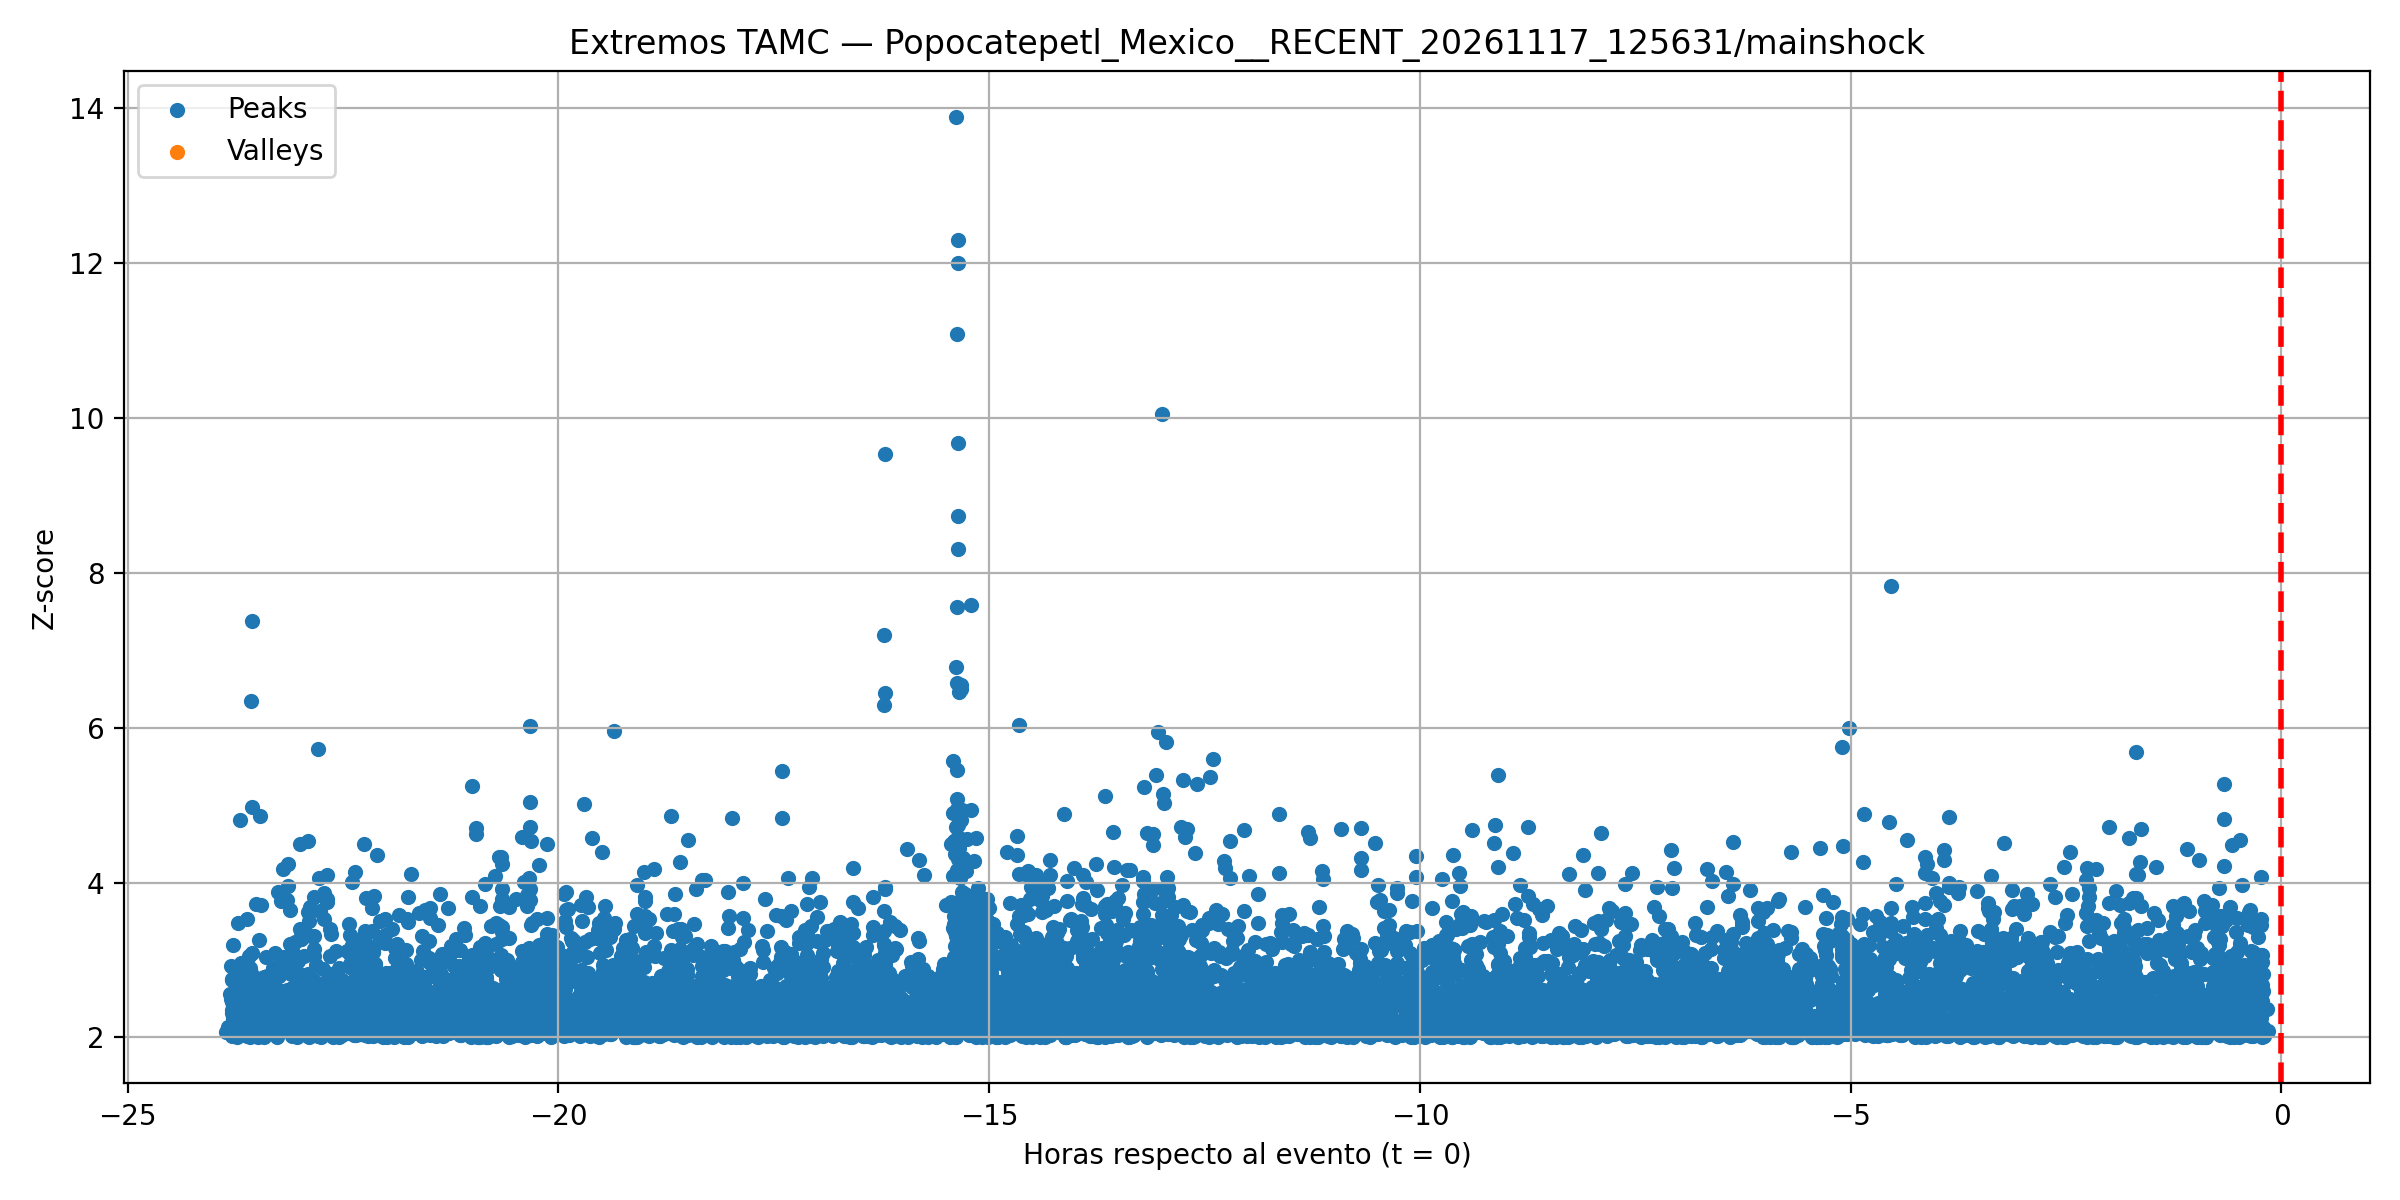 Extremos TAMC — Popocatepetl_Mexico__RECENT_20261117_125631/mainshock
Peaks
Valleys
Z-score
14
12
10
8
6
4
2
−25
−20
−15
−10
−5
0
Horas respecto al evento (t = 0)